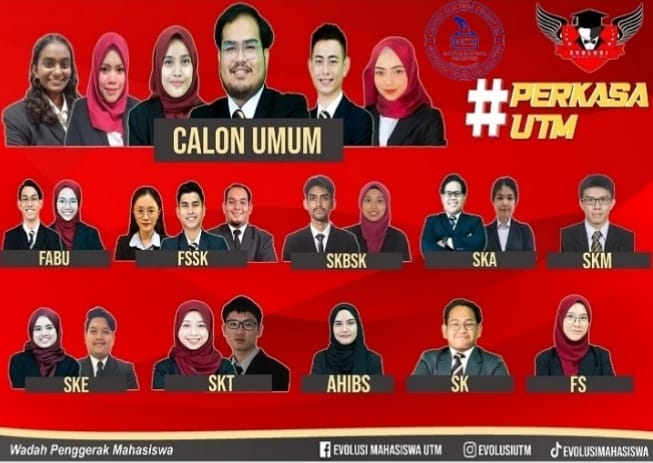 EVOLUSI
#PERKASA
UTM
CALON UMUM
FABU
FSSK
SKBSK
SKA
SKM
SKE
SKT
AHIBS
SK
FS
Wadah Penggerak Mahasiswa
EVOLUSI MAHASISWA UTM
EVOLUSIUTM
EVOLUSIMAHASISWA